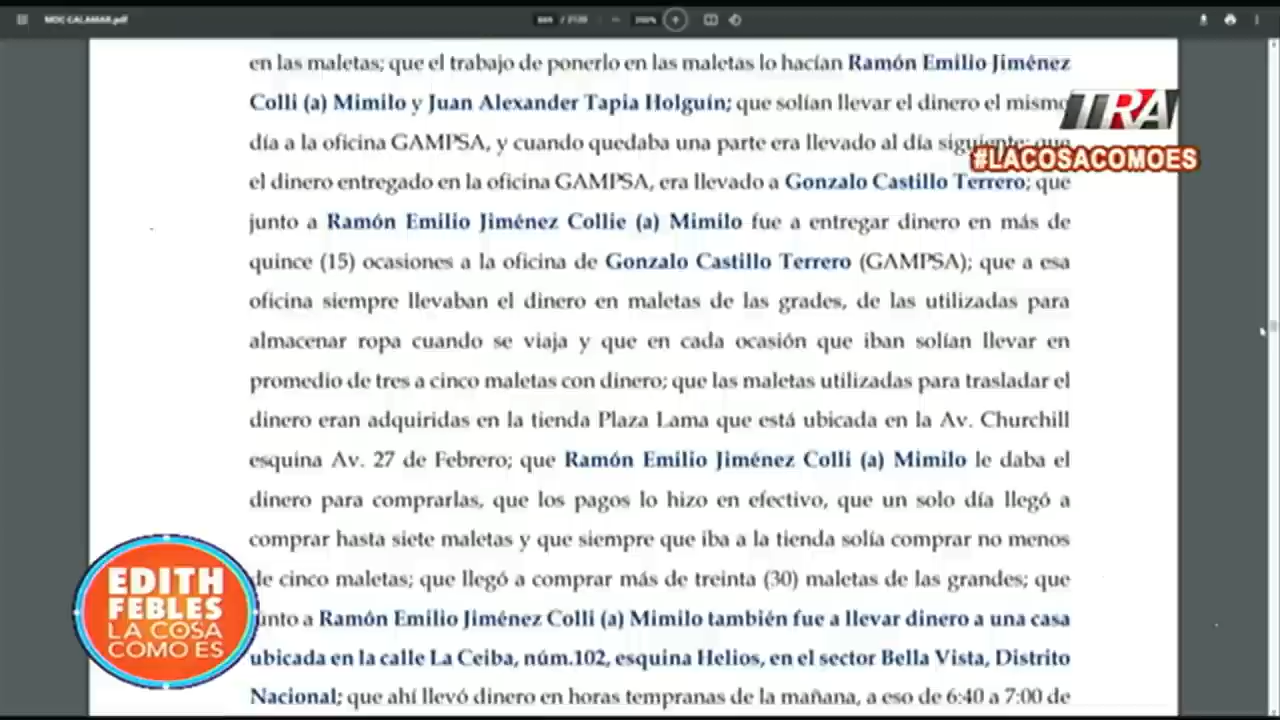 MDC CALAMAR.pdf
en las maletas; que el trabajo de ponerlo en las maletas lo hacían Ramón Emilio Jiménez
Colli (a) Mimilo y Juan Alexander Tapia Holguín; que solían llevar el dinero el mismo
TRA
día a la oficina GAMPSA, y cuando quedaba una parte era llevado al día siguiente; que
#LACOSACOMOES
el dinero entregado en la oficina GAMPSA, era llevado a Gonzalo Castillo Terrero; que
junto a Ramón Emilio Jiménez Collie (a) Mimilo fue a entregar dinero en más de
quince (15) ocasiones a la oficina de Gonzalo Castillo Terrero (GAMPSA); que a esa
oficina siempre llevaban el dinero en maletas de las grades, de las utilizadas para
almacenar ropa cuando se viaja y que en cada ocasión que iban solían llevar en
promedio de tres a cinco maletas con dinero; que las maletas utilizadas para trasladar el
dinero eran adquiridas en la tienda Plaza Lama que está ubicada en la Av. Churchill
esquina Av. 27 de Febrero; que Ramón Emilio Jiménez Colli (a) Mimilo le daba el
dinero para comprarlas, que los pagos lo hizo en efectivo, que un solo día llegó a
comprar hasta siete maletas y que siempre que iba a la tienda solía comprar no menos
de cinco maletas; que llegó a comprar más de treinta (30) maletas de las grandes; que
junto a Ramón Emilio Jiménez Colli (a) Mimilo también fue a llevar dinero a una casa
ubicada en la calle La Ceiba, núm.102, esquina Helios, en el sector Bella Vista, Distrito
Nacional; que ahí llevó dinero en horas tempranas de la mañana, a eso de 6:40 a 7:00 de
EDITH
FEBLES
LA COSA
COMO ES